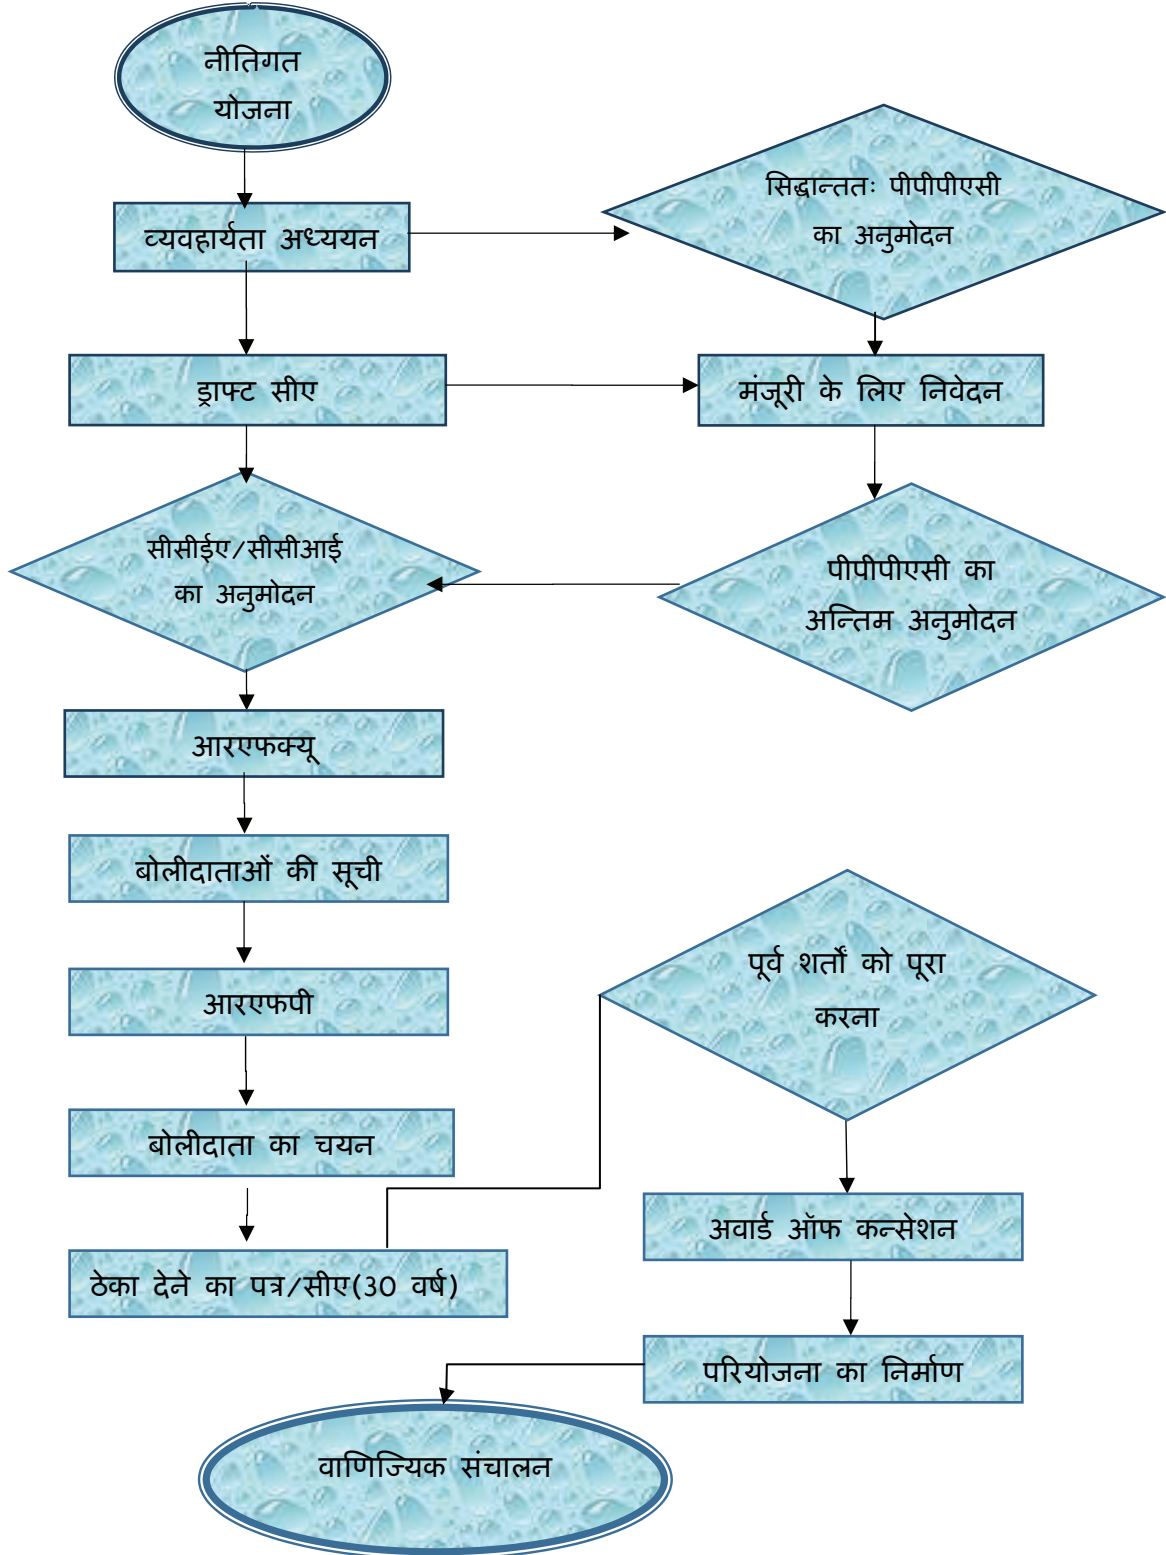 नीतिगत
योजना
सिद्धान्ततः पीपीपीएसी
का अनुमोदन
व्यवहार्यता अध्ययन
ड्राफ्ट सीए
मंजूरी के लिए निवेदन
सीसीईए/सीसीआई
का अनुमोदन
पीपीपीएसी का
अन्तिम अनुमोदन
आरएफक्यू
बोलीदाताओं की सूची
आरएफपी
पूर्व शर्तों को पूरा
करना
बोलीदाता का चयन
अवार्ड ऑफ कन्सेशन
ठेका देने का पत्र/सीए(30 वर्ष)
परियोजना का निर्माण
वाणिज्यिक संचालन